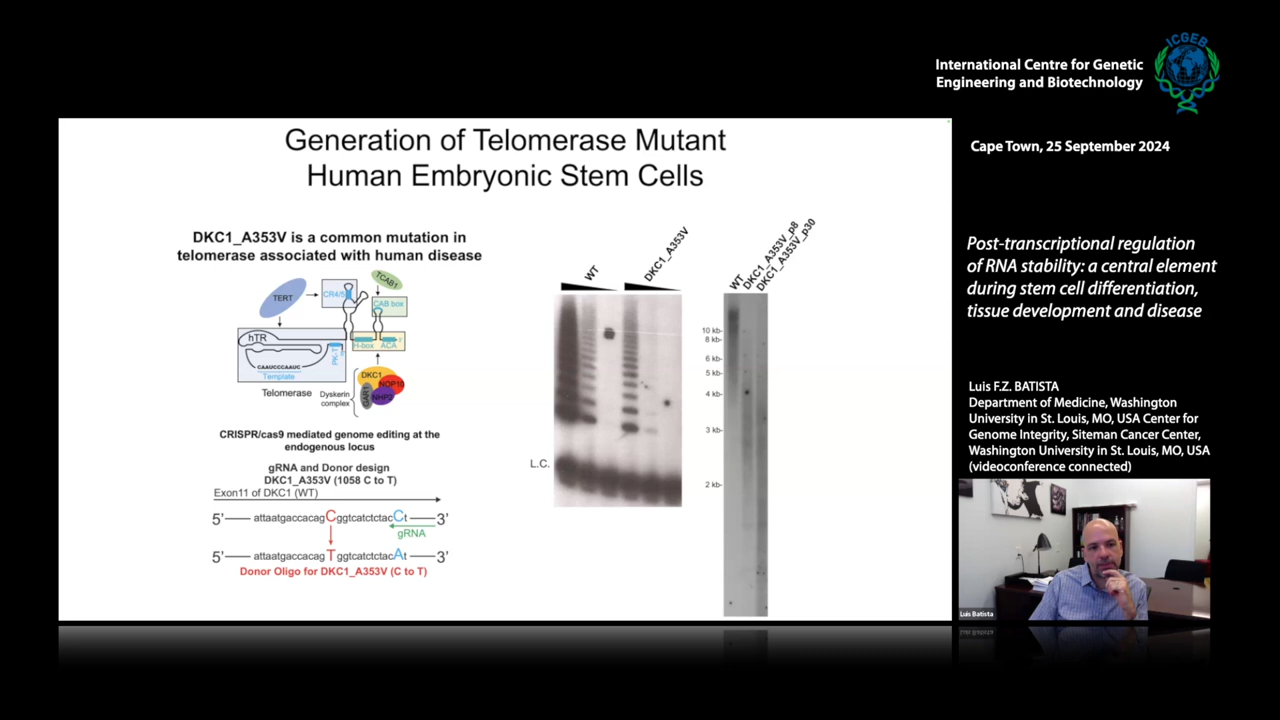 International Centre for Genetic
Engineering and Biotechnology
ICGEB
Cape Town, 25 September 2024
Generation of Telomerase Mutant
Human Embryonic Stem Cells
Post-transcriptional regulation
of RNA stability: a central element
during stem cell differentiation,
tissue development and disease
Luis F.Z. BATISTA
Department of Medicine, Washington
University in St. Louis, MO, USA Center for
Genome Integrity, Siteman Cancer Center,
Washington University in St. Louis, MO, USA
(videoconference connected)
Luis Batista
DKC1_A353V is a common mutation in
telomerase associated with human disease
TERT
CR4/5
TCAB1
CAB box
hTR
H-box
ACA
PK-T
CAAUCCCAAUC
Template
Telomerase
Dyskerin
complex
DKC1
NOP10
GAR1
NHP2
CRISPR/cas9 mediated genome editing at the
endogenous locus
gRNA and Donor design
DKC1_A353V (1058 C to T)
Exon11 of DKC1 (WT)
5' attaatgaccacagCggtcatctctacCt 3'
gRNA
5' attaatgaccacagTggtcatctctacAt 3'
Donor Oligo for DKC1_A353V (C to T)
WT
DKC1_A353V
L.C.
WT
DKC1_A353V_p8
DKC1_A353V_p30
10 kb-
8 kb-
6 kb-
5 kb-
4 kb-
3 kb-
2 kb-